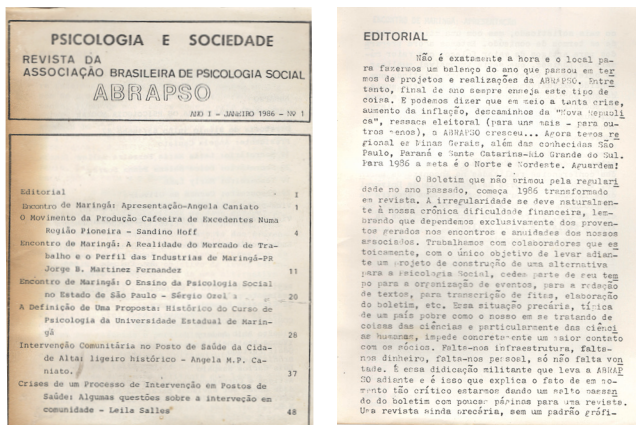 PSICOLOGIA E SOCIEDADE
REVISTA DA
ASSOCIAÇÃO BRASILEIRA DE PSICOLOGIA SOCIAL
ABRAPSO
ANO I - JANEIRO 1986 - Nº 1
Editorial I
Encontro de Maringá: Apresentação-Angela Caniato 1
O Movimento da Produção Cafeeira de Excedentes Numa
Região Pioneira - Sandino Hoff 4
Encontro de Maringá: A Realidade do Mercado de Tra-
balho e o Perfil das Industrias de Maringá-PR
Jorge B. Martinez Fernandez 11
Encontro de Maringá: O Ensino da Psicologia Social
no Estado de São Paulo - Sérgio Ozel 20
A Definição de Uma Proposta: Histórico do Curso de
Psicologia da Universidade Estadual de Marin-
gá 28
Intervenção Comunitária no Posto de Saúde da Cida-
de Alta: ligeiro histórico - Angela M.P. Ca-
niato. 37
Crises de um Processo de Intervenção em Postos de
Saúde: Algumas questões sobre a interveção em
comunidade - Leila Salles 48
EDITORIAL
Não é exatamente a hora e o local pa-
ra fazermos um balanço do ano que passou em ter
mos de projetos e realizações da ABRAPSO. Entre
tanto, final de ano sempre enseja este tipo de
coisa. E podemos dizer que em meio a tanta crise,
aumento da inflação, descaminhos da "Nova Repúbli
ca", ressaca eleitoral (para uns mais - para ou-
tros menos), a ABRAPSO cresceu... Agora temos re
gional em Minas Gerais, além das conhecidas São
Paulo, Paraná e Santa Catarina-Rio Grande do Sul.
Para 1986 a meta é o Norte e Nordeste. Aguardem!
O Boletim que não primou pela regulari
dade no ano passado, começa 1986 transformado
em revista. A irregularidade se deve naturalmen-
te à nossa crônica dificuldade financeira, lem-
brando que dependemos exclusivamente dos proven-
tos gerados nos encontros e anuidades dos nossos
associados. Trabalhamos com colaboradores que es
toicamente, com o único objetivo de levar adian-
te um projeto de construção de uma alternativa
para a Psicologia Social, cedem parte de seu tem
po para a organização de eventos, para a redação
de textos, para transcrição de fitas, elaboração
do boletim, etc. Essa situação precária, típica
de um país pobre como o nosso em se tratando de
coisas das ciências e particularmente das ciênci
as humanas, impede concretamente um maior contato
com os sócios. Falta-nos infraestrutura, falta-
nos dinheiro, falta-nos pessoal, só não falta von
tade. É essa dedicação militante que leva a ABRAP
SO adiante e é isso que explica o fato de em mo-
mento tão crítico estarmos dando um salto passan
do do boletim com poucas páginas para uma revista.
Uma revista ainda precária, sem um padrão gráfi-